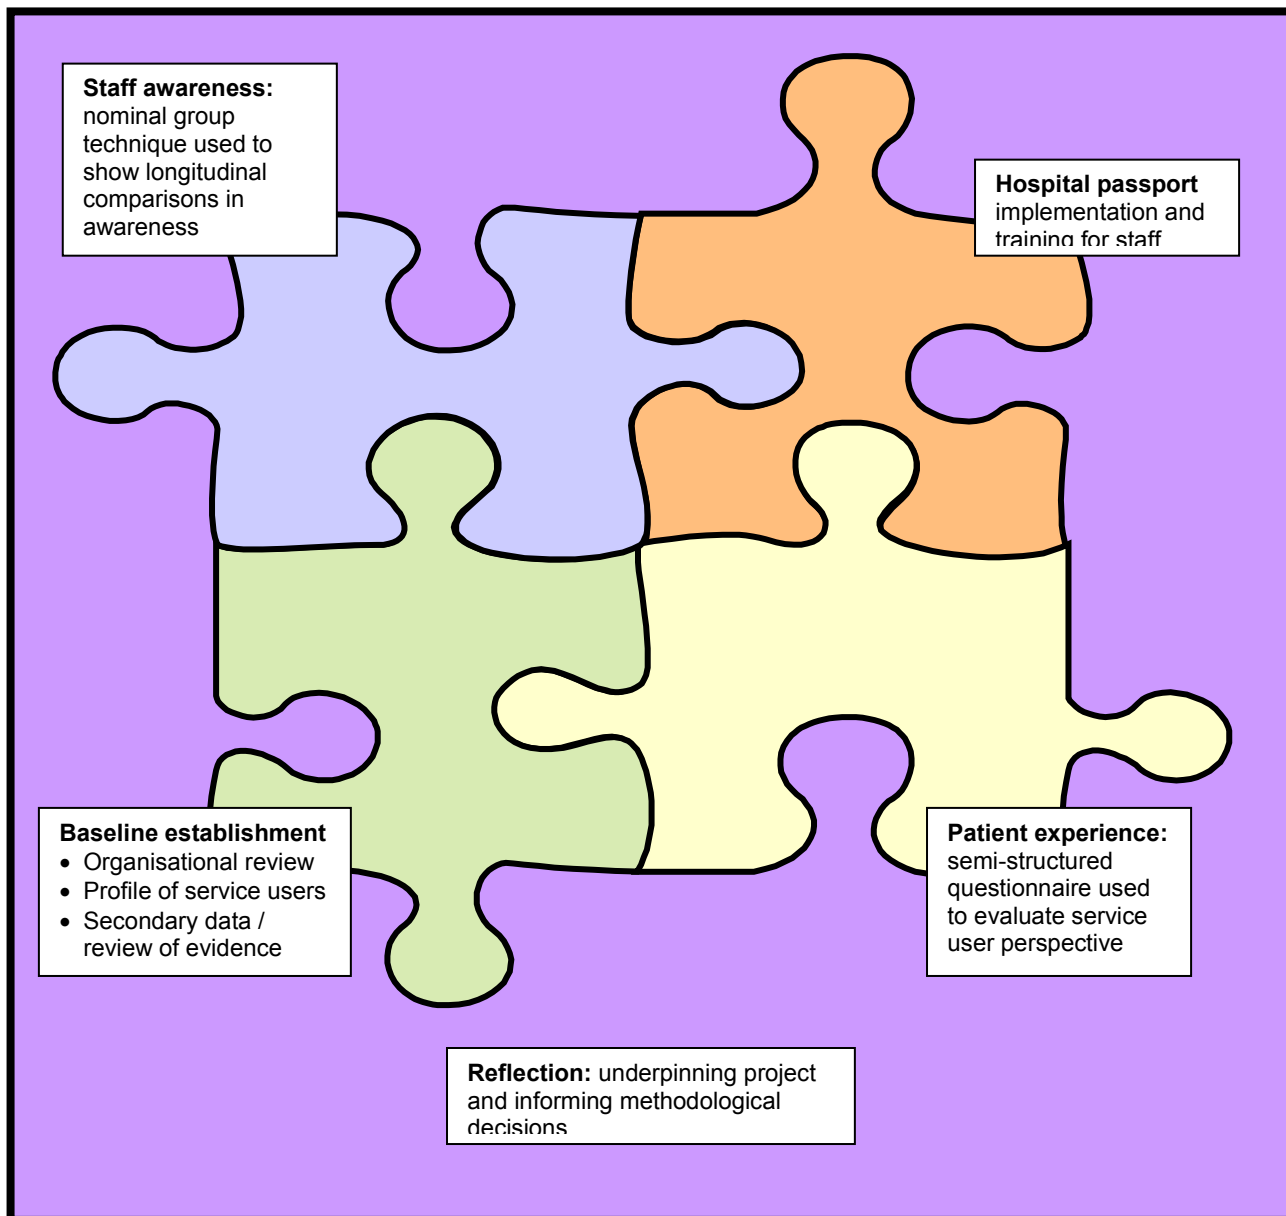 Staff awareness:
nominal group
technique used to
show longitudinal
comparisons in
awareness
Hospital passport
implementation and
training for staff
Baseline establishment
• Organisational review
• Profile of service users
• Secondary data /
review of evidence
Patient experience:
semi-structured
questionnaire used
to evaluate service
user perspective
Reflection: underpinning project
and informing methodological
decisions